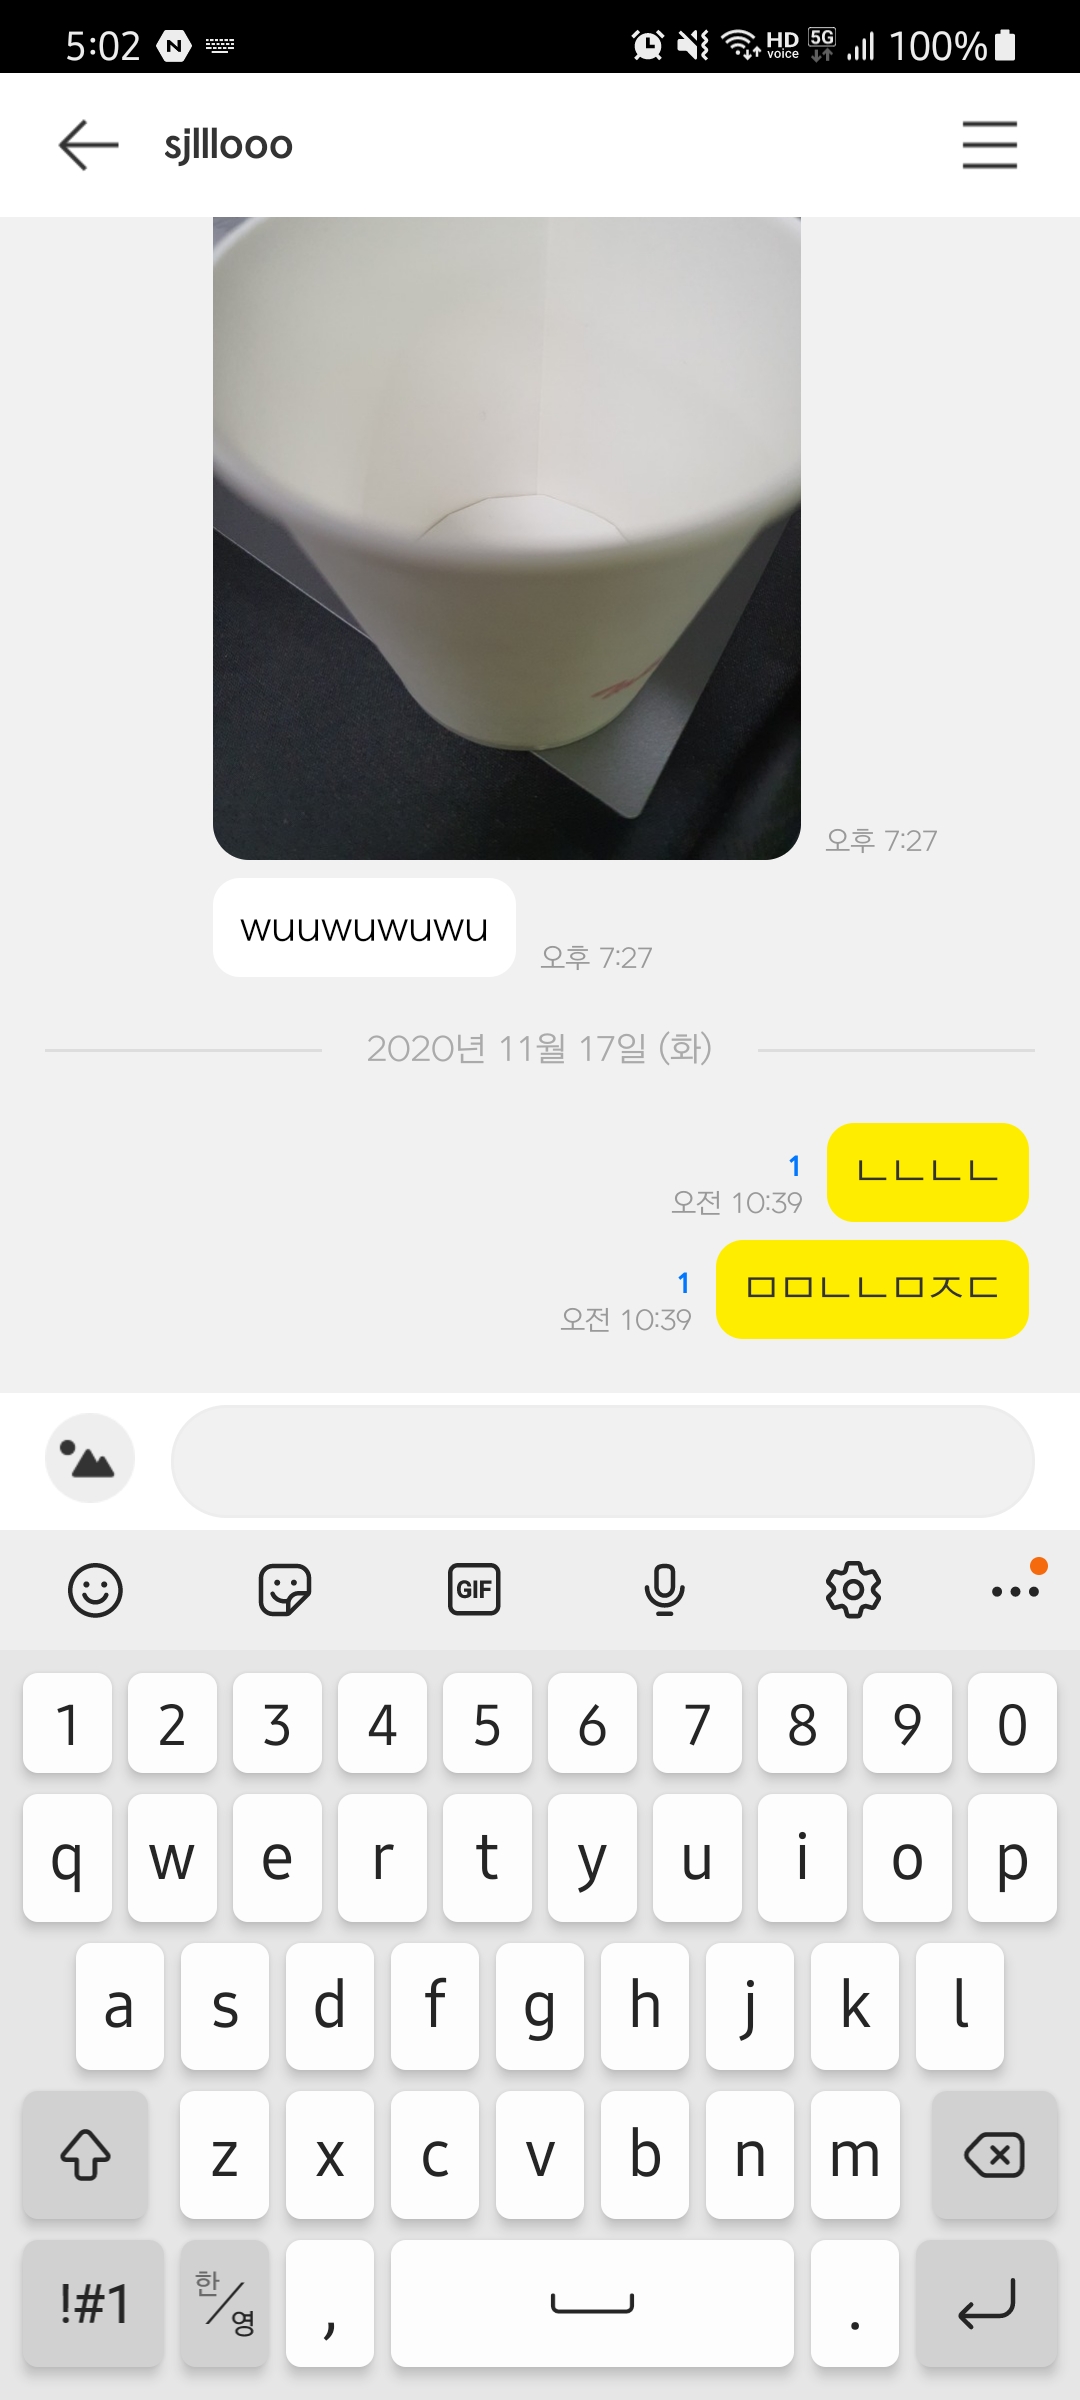 5:02 N HD voice 5G 100%
sjlllooo
오후 7:27
wuuwuwuwu
오후 7:27
2020년 11월 17일 (화)
1
오전 10:39
ㄴㄴㄴㄴ
1
오전 10:39
ㅁㅁㄴㄴㅁㅈㄷ
GIF
1 2 3 4 5 6 7 8 9 0
q w e r t y u i o p
a s d f g h j k l
z x c v b n m
!#1 한/영 , .